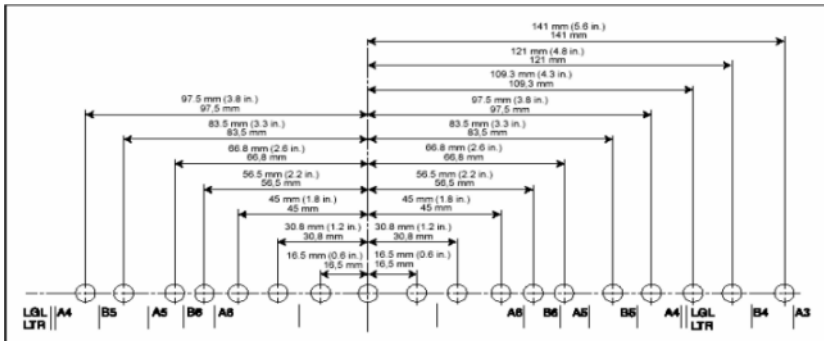 141 mm (5.6 in.)
141 mm
121 mm (4.8 in.)
121 mm
109.3 mm (4.3 in.)
109,3 mm
97.5 mm (3.8 in.)
97,5 mm
97.5 mm (3.8 in.)
97,5 mm
83.5 mm (3.3 in.)
83,5 mm
83.5 mm (3.3 in.)
83,5 mm
66.8 mm (2.6 in.)
66,8 mm
66.8 mm (2.6 in.)
66,8 mm
56.5 mm (2.2 in.)
56,5 mm
56.5 mm (2.2 in.)
56,5 mm
45 mm (1.8 in.)
45 mm
45 mm (1.8 in.)
45 mm
30.8 mm (1.2 in.)
30,8 mm
30.8 mm (1.2 in.)
30,8 mm
16.5 mm (0.6 in.)
16,5 mm
16.5 mm (0.6 in.)
16,5 mm
LGL A4 B5 A5 B6 A6 A6 B6 A5 B5 A4 LGL B4 A3
LTR LTR